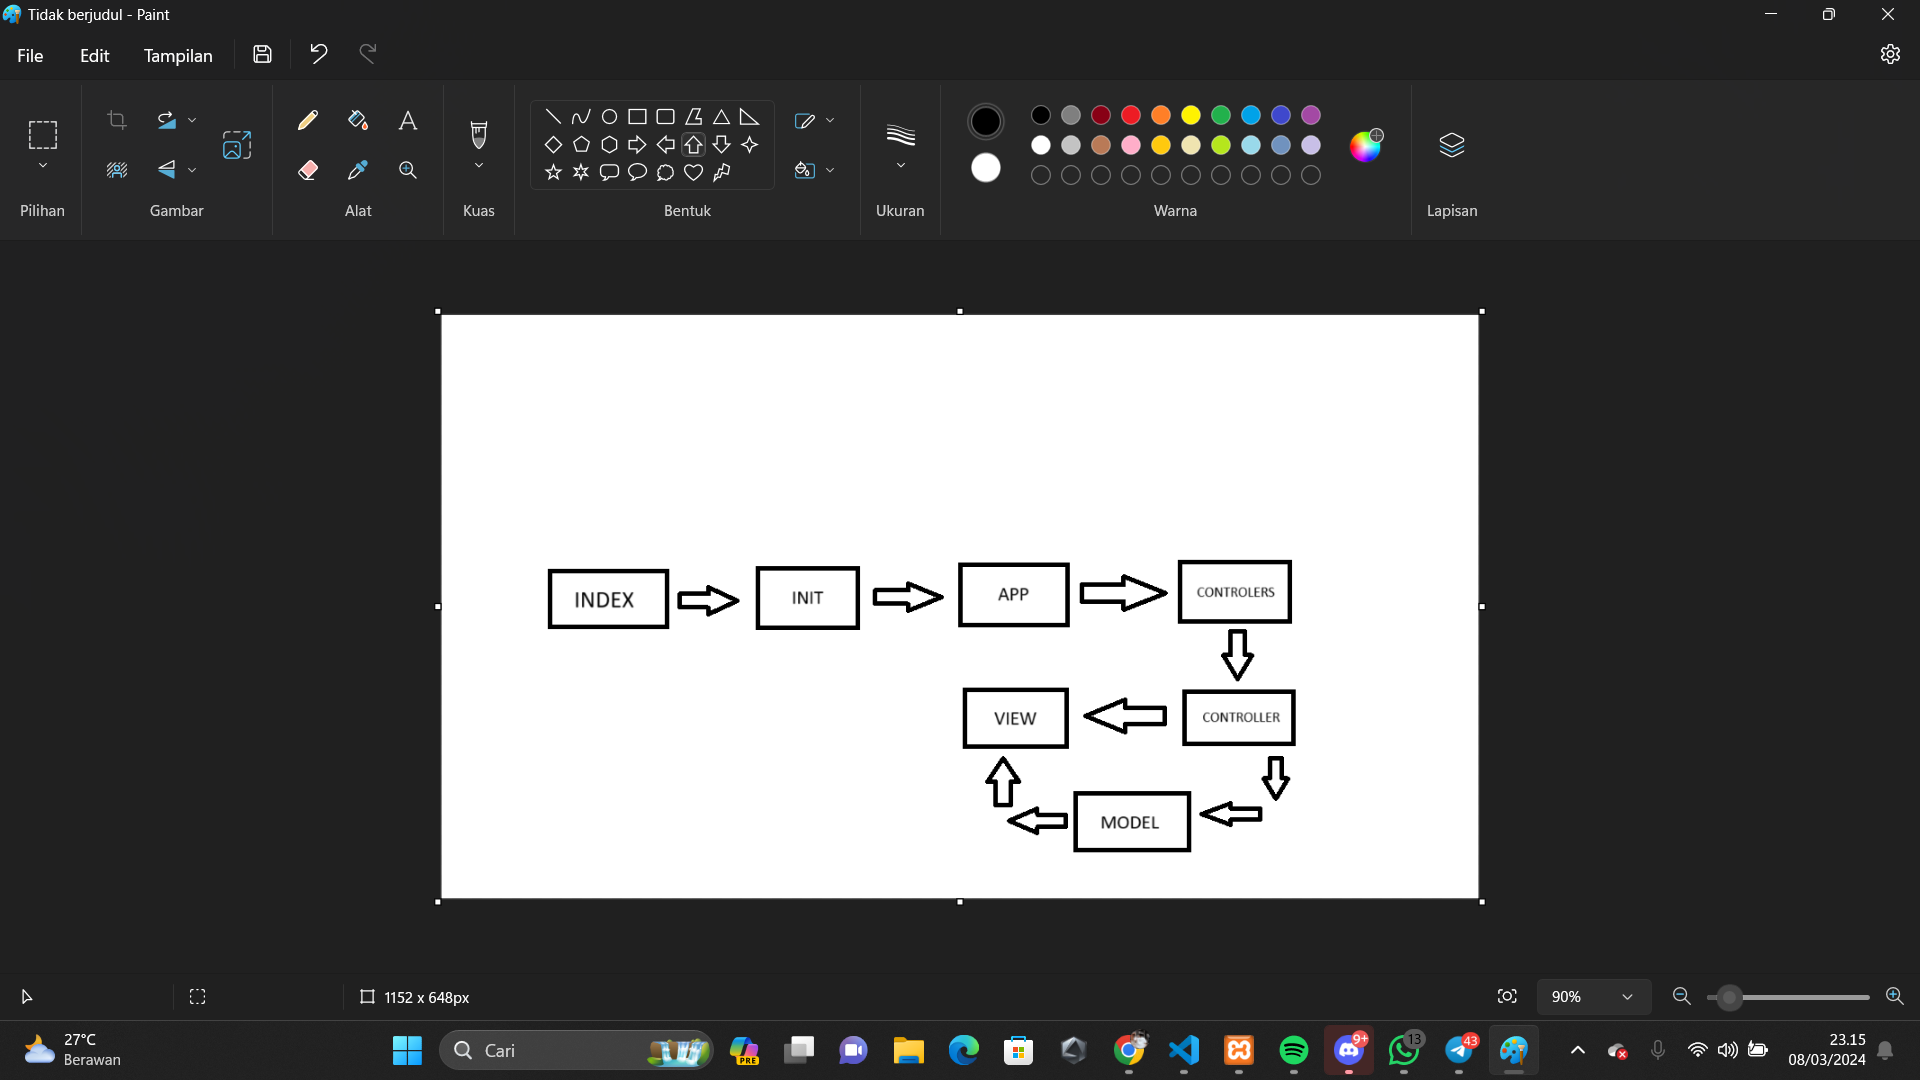 Tidak berjudul - Paint
File Edit Tampilan
Pilihan Gambar Alat Kuas Bentuk Ukuran Warna Lapisan
INDEX INIT APP CONTROLERS
VIEW CONTROLLER
MODEL
1152 x 648px 90%
27°C
Berawan
Cari
PRE
9+
13
43
23.15
08/03/2024